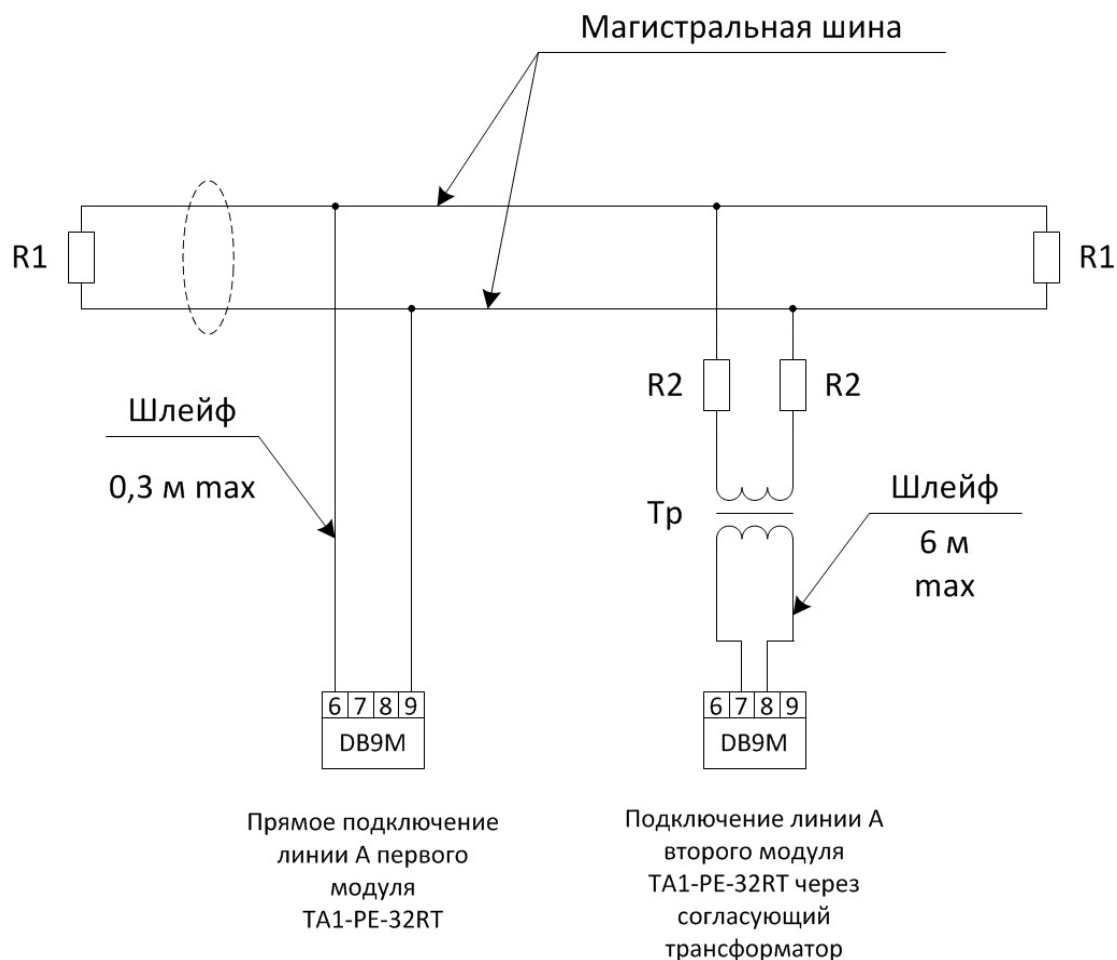 Магистральная шина
R1
R1
R2
R2
Шлейф
0,3 м max
Тр
Шлейф
6 м
max
6 7 8 9
DB9M
6 7 8 9
DB9M
Прямое подключение
линии А первого
модуля
TA1-PE-32RT
Подключение линии А
второго модуля
TA1-PE-32RT через
согласующий
трансформатор